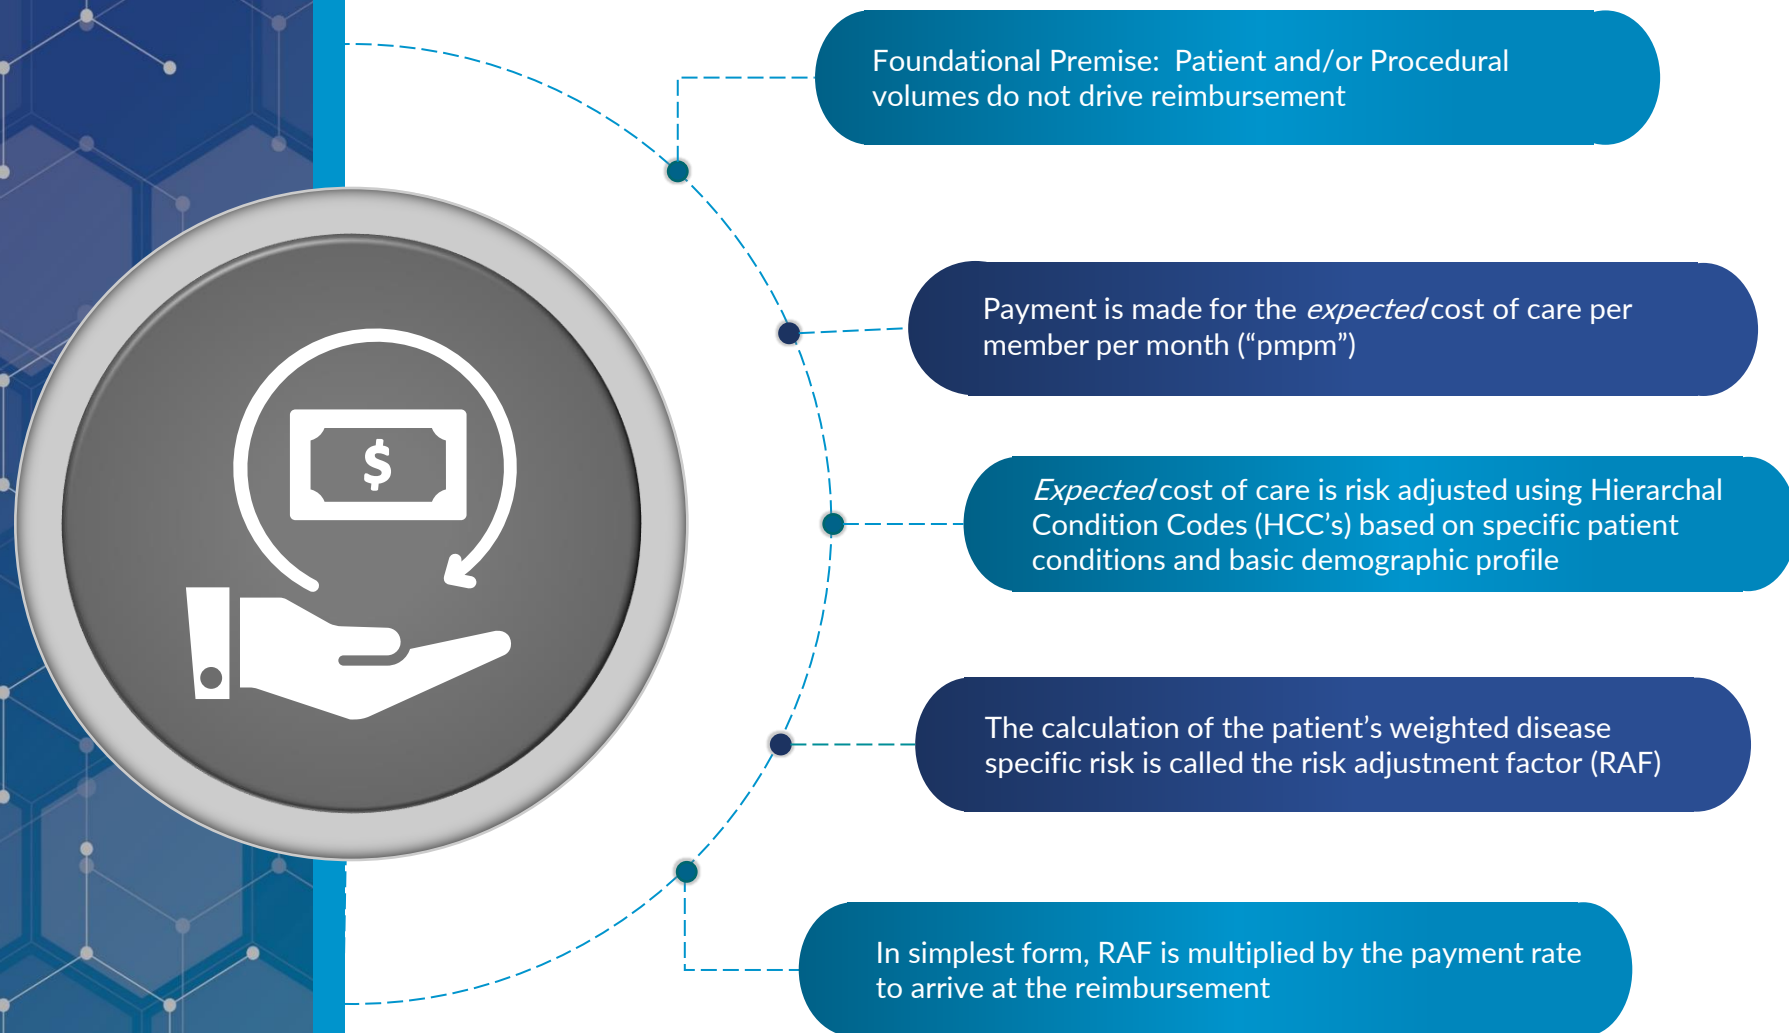 Foundational Premise:  Patient and/or Procedural
volumes do not drive reimbursement
Payment is made for the expected cost of care per
member per month (“pmpm”)
$
Expected cost of care is risk adjusted using Hierarchal
Condition Codes (HCC’s) based on specific patient
conditions and basic demographic profile
The calculation of the patient’s weighted disease
specific risk is called the risk adjustment factor (RAF)
In simplest form, RAF is multiplied by the payment rate
to arrive at the reimbursement